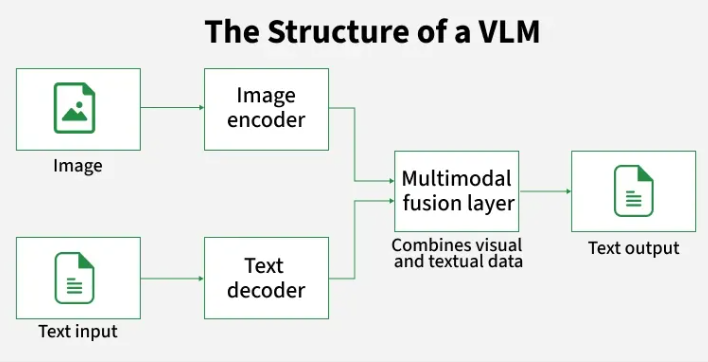 The Structure of a VLM
Image
encoder
Image
Multimodal
fusion layer
Combines visual
and textual data
Text output
Text
decoder
Text input